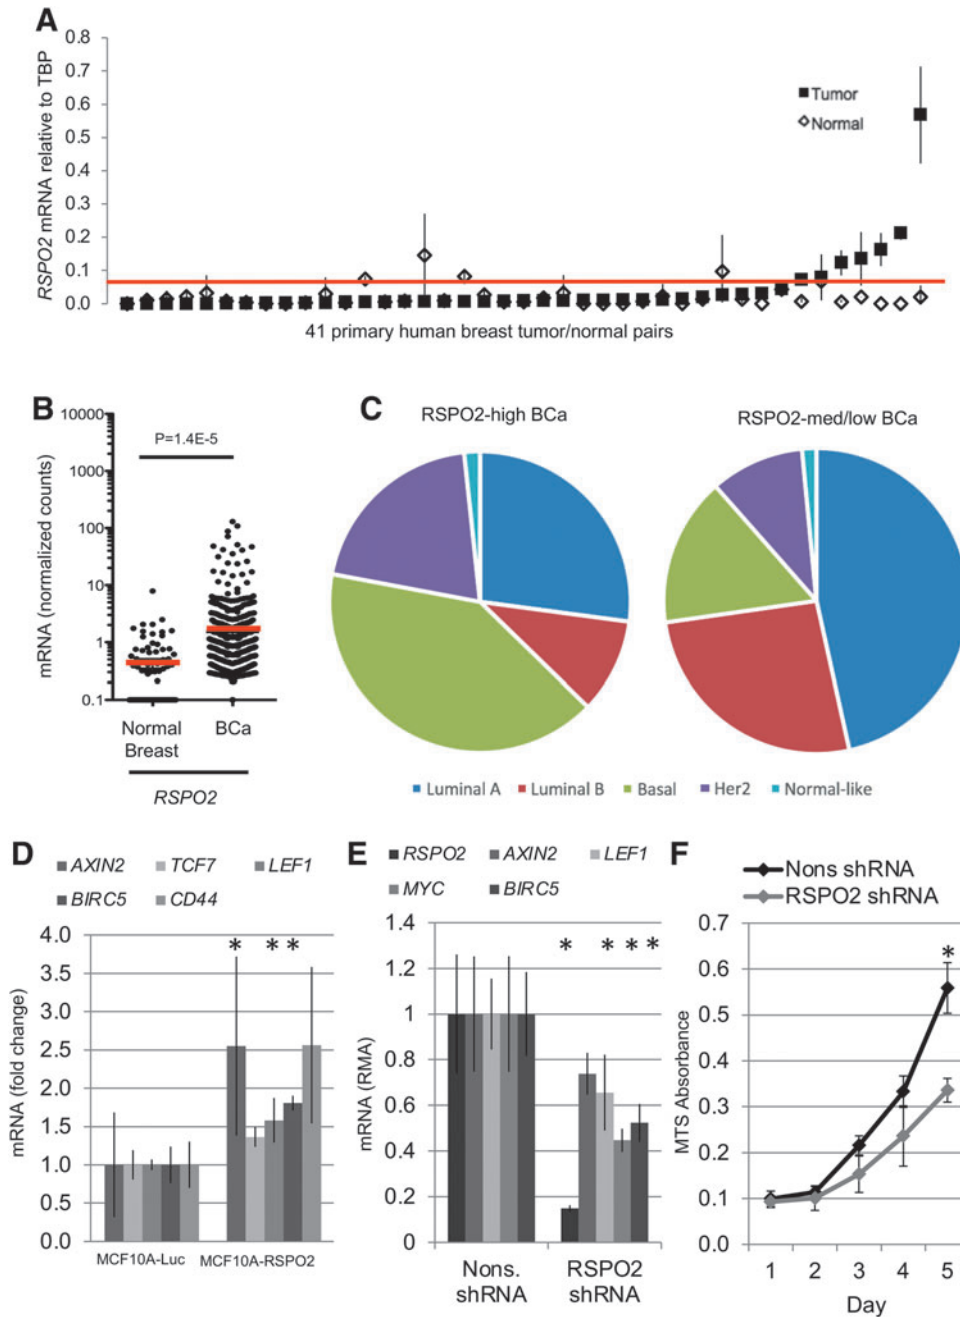 A
RSPO2 mRNA relative to TBP
0.8
0.7
0.6
0.5
0.4
0.3
0.2
0.1
0.0
Tumor
Normal
41 primary human breast tumor/normal pairs
B
mRNA (normalized counts)
10000
1000
100
10
1
0.1
P=1.4E-5
Normal Breast
BCa
RSPO2
C
RSPO2-high BCa
RSPO2-med/low BCa
Luminal A
Luminal B
Basal
Her2
Normal-like
D
AXIN2
TCF7
LEF1
BIRC5
CD44
mRNA (fold change)
4.0
3.5
3.0
2.5
2.0
1.5
1.0
0.5
0.0
* * *
MCF10A-Luc
MCF10A-RSPO2
E
RSPO2
AXIN2
LEF1
MYC
BIRC5
mRNA (RMA)
1.4
1.2
1
0.8
0.6
0.4
0.2
0
* * * *
Nons. shRNA
RSPO2 shRNA
F
Nons shRNA
RSPO2 shRNA
MTS Absorbance
0.7
0.6
0.5
0.4
0.3
0.2
0.1
0.0
*
1 2 3 4 5
Day